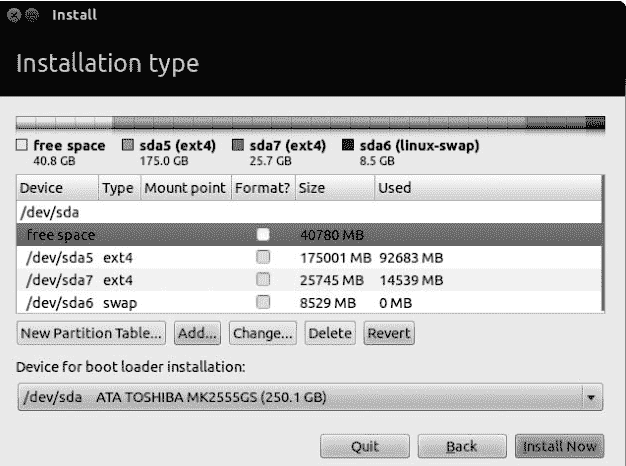 Install
Installation type
free space sda5 (ext4) sda7 (ext4) sda6 (linux-swap)
40.8 GB 175.0 GB 25.7 GB 8.5 GB
Device Type Mount point Format? Size Used
/dev/sda
free space 40780 MB
/dev/sda5 ext4 175001 MB 92683 MB
/dev/sda7 ext4 25745 MB 14539 MB
/dev/sda6 swap 8529 MB 0 MB
New Partition Table... Add... Change... Delete Revert
Device for boot loader installation:
/dev/sda ATA TOSHIBA MK2555GS (250.1 GB)
Quit Back Install Now